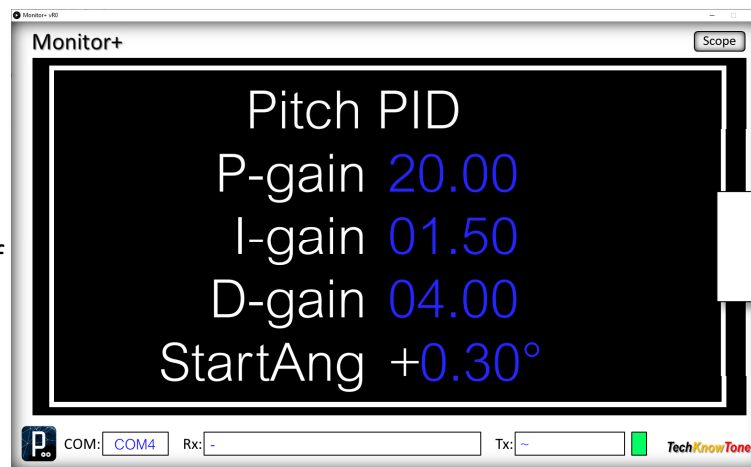 Monitor+ vR0
Monitor+
Scope
Pitch PID
P-gain 20.00
I-gain 01.50
D-gain 04.00
StartAng +0.30°
P.
COM: COM4 Rx: - Tx: ~
TechKnowTone